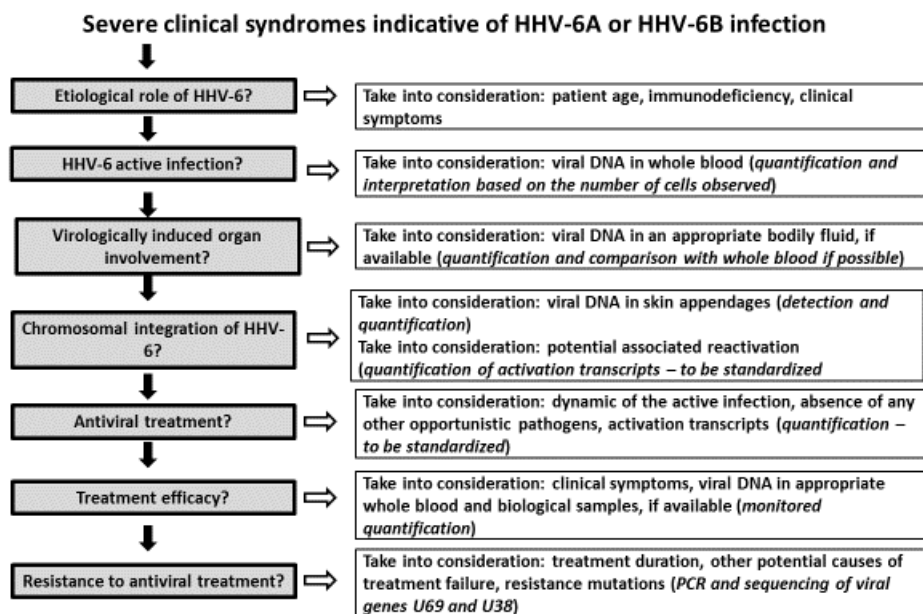 Severe clinical syndromes indicative of HHV-6A or HHV-6B infection
Etiological role of HHV-6?
Take into consideration: patient age, immunodeficiency, clinical
symptoms
HHV-6 active infection?
Take into consideration: viral DNA in whole blood (quantification and
interpretation based on the number of cells observed)
Virologically induced organ
involvement?
Take into consideration: viral DNA in an appropriate bodily fluid, if
available (quantification and comparison with whole blood if possible)
Chromosomal integration of HHV-
6?
Take into consideration: viral DNA in skin appendages (detection and
quantification)
Take into consideration: potential associated reactivation
(quantification of activation transcripts – to be standardized
Antiviral treatment?
Take into consideration: dynamic of the active infection, absence of any
other opportunistic pathogens, activation transcripts (quantification –
to be standardized)
Treatment efficacy?
Take into consideration: clinical symptoms, viral DNA in appropriate
whole blood and biological samples, if available (monitored
quantification)
Resistance to antiviral treatment?
Take into consideration: treatment duration, other potential causes of
treatment failure, resistance mutations (PCR and sequencing of viral
genes U69 and U38)